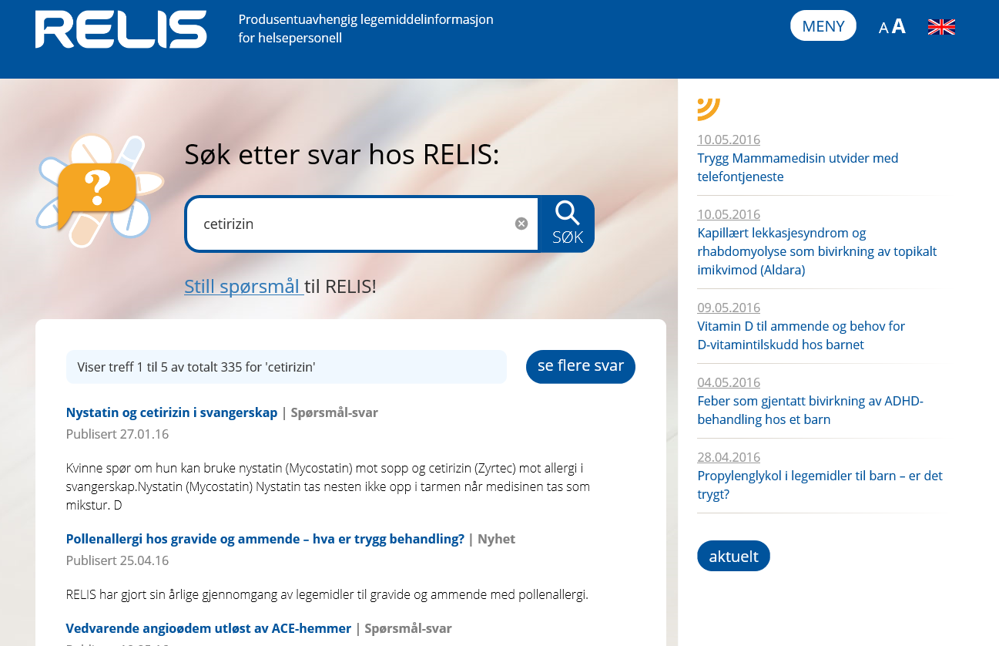 RELIS
Produsentuavhengig legemiddelinformasjon
for helsepersonell
MENY
A A
?
Søk etter svar hos RELIS:
cetirizin
SØK
Still spørsmål til RELIS!
Viser treff 1 til 5 av totalt 335 for 'cetirizin'
se flere svar
Nystatin og cetirizin i svangerskap | Spørsmål-svar
Publisert 27.01.16
Kvinne spør om hun kan bruke nystatin (Mycostatin) mot sopp og cetirizin (Zyrtec) mot allergi i
svangerskap.Nystatin (Mycostatin) Nystatin tas nesten ikke opp i tarmen når medisinen tas som
mikstur. D
Pollenallergi hos gravide og ammende – hva er trygg behandling? | Nyhet
Publisert 25.04.16
RELIS har gjort sin årlige gjennomgang av legemidler til gravide og ammende med pollenallergi.
Vedvarende angioødem utløst av ACE-hemmer | Spørsmål-svar
10.05.2016
Trygg Mammamedisin utvider med
telefontjeneste
10.05.2016
Kapillært lekkasjesyndrom og
rhabdomyolyse som bivirkning av topikalt
imikvimod (Aldara)
09.05.2016
Vitamin D til ammende og behov for
D-vitamintilskudd hos barnet
04.05.2016
Feber som gjentatt bivirkning av ADHD-
behandling hos et barn
28.04.2016
Propylenglykol i legemidler til barn – er det
trygt?
aktuelt